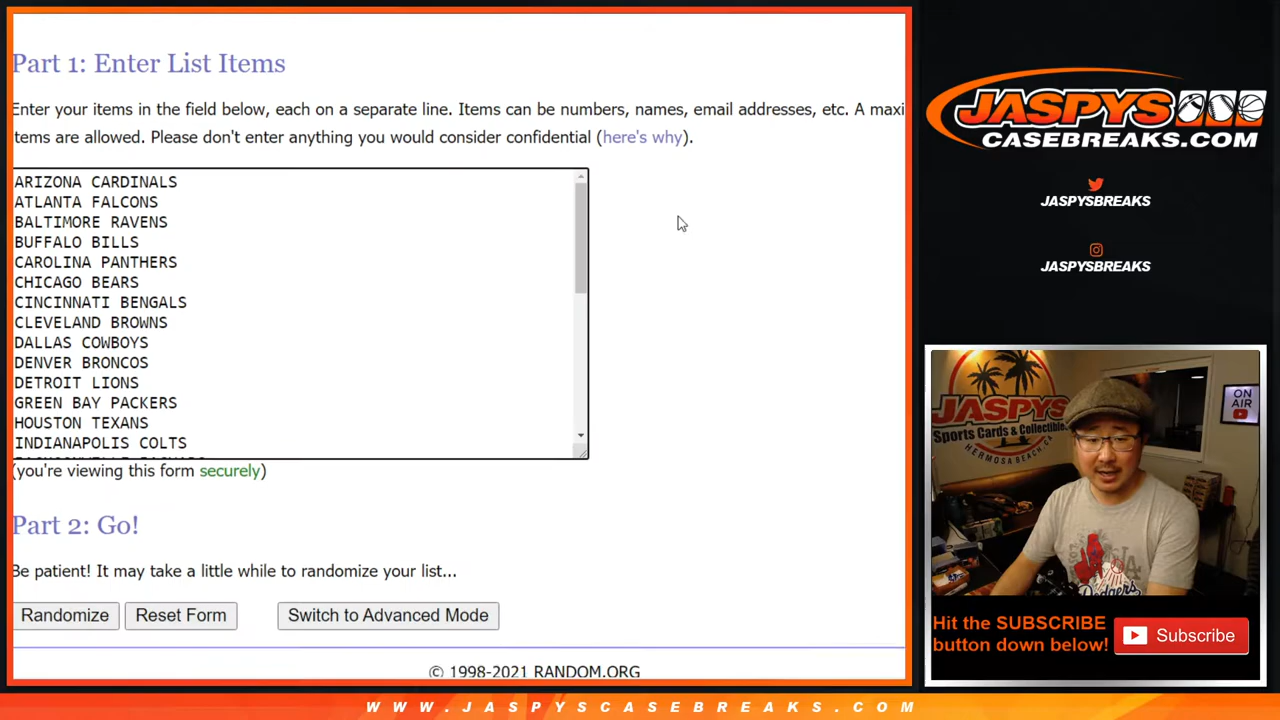 Part 1: Enter List Items
Enter your items in the field below, each on a separate line. Items can be numbers, names, email addresses, etc. A maxi
items are allowed. Please don't enter anything you would consider confidential (here's why).
ARIZONA CARDINALS
ATLANTA FALCONS
BALTIMORE RAVENS
BUFFALO BILLS
CAROLINA PANTHERS
CHICAGO BEARS
CINCINNATI BENGALS
CLEVELAND BROWNS
DALLAS COWBOYS
DENVER BRONCOS
DETROIT LIONS
GREEN BAY PACKERS
HOUSTON TEXANS
INDIANAPOLIS COLTS
(you're viewing this form securely)
Part 2: Go!
Be patient! It may take a little while to randomize your list...
Randomize
Reset Form
Switch to Advanced Mode
© 1998-2021 RANDOM.ORG
JASPYS
CASEBREAKS.COM
JASPYSBREAKS
JASPYSBREAKS
JASPYS
Sports Cards & Collectibles
HERMOSA BEACH, CA
ON
AIR
Dodgers
Hit the SUBSCRIBE
button down below!
Subscribe
WWW.JASPYSCASEBREAKS.COM